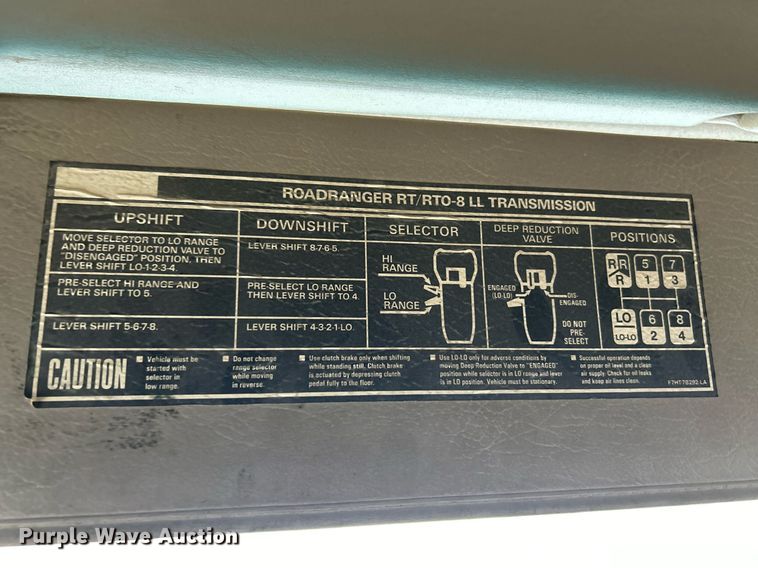 ROADRANGER RT/RTO-8 LL TRANSMISSION
UPSHIFT
MOVE SELECTOR TO LO RANGE
AND DEEP REDUCTION VALVE TO
"DISENGAGED" POSITION, THEN
LEVER SHIFT LO-1-2-3-4.
PRE-SELECT HI RANGE AND
LEVER SHIFT TO 5.
LEVER SHIFT 5-6-7-8.
DOWNSHIFT
LEVER SHIFT 8-7-6-5.
PRE-SELECT LO RANGE
THEN LEVER SHIFT TO 4.
LEVER SHIFT 4-3-2-1-LO.
SELECTOR
HI
RANGE
LO
RANGE
DEEP REDUCTION
VALVE
ENGAGED
(LO-LO)
DIS-
ENGAGED
DO NOT
PRE-
SELECT
POSITIONS
R R 5 7
R 1 3
LO 6 8
LO-LO 2 4
CAUTION
■ Vehicle must be
started with
selector in
low range.
■ Do not change
range selector
while moving
in reverse.
■ Use clutch brake only when shifting
while standing still. Clutch brake
is actuated by depressing clutch
pedal fully to the floor.
■ Use LO-LO only for adverse conditions by
moving Deep Reduction Valve to "ENGAGED"
position while selector is in LO range and lever
is in LO position. Vehicle must be stationary.
■ Successful operation depends
on proper oil level and a clean
air supply. Check for oil leaks
and keep air lines clean.
F7HT-7B292-LA
Purple Wave Auction